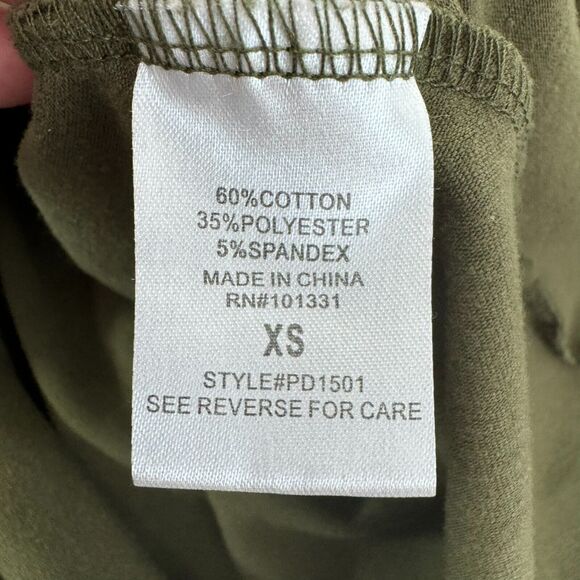 60%COTTON
35%POLYESTER
5%SPANDEX
MADE IN CHINA
RN#101331
XS
STYLE#PD1501
SEE REVERSE FOR CARE